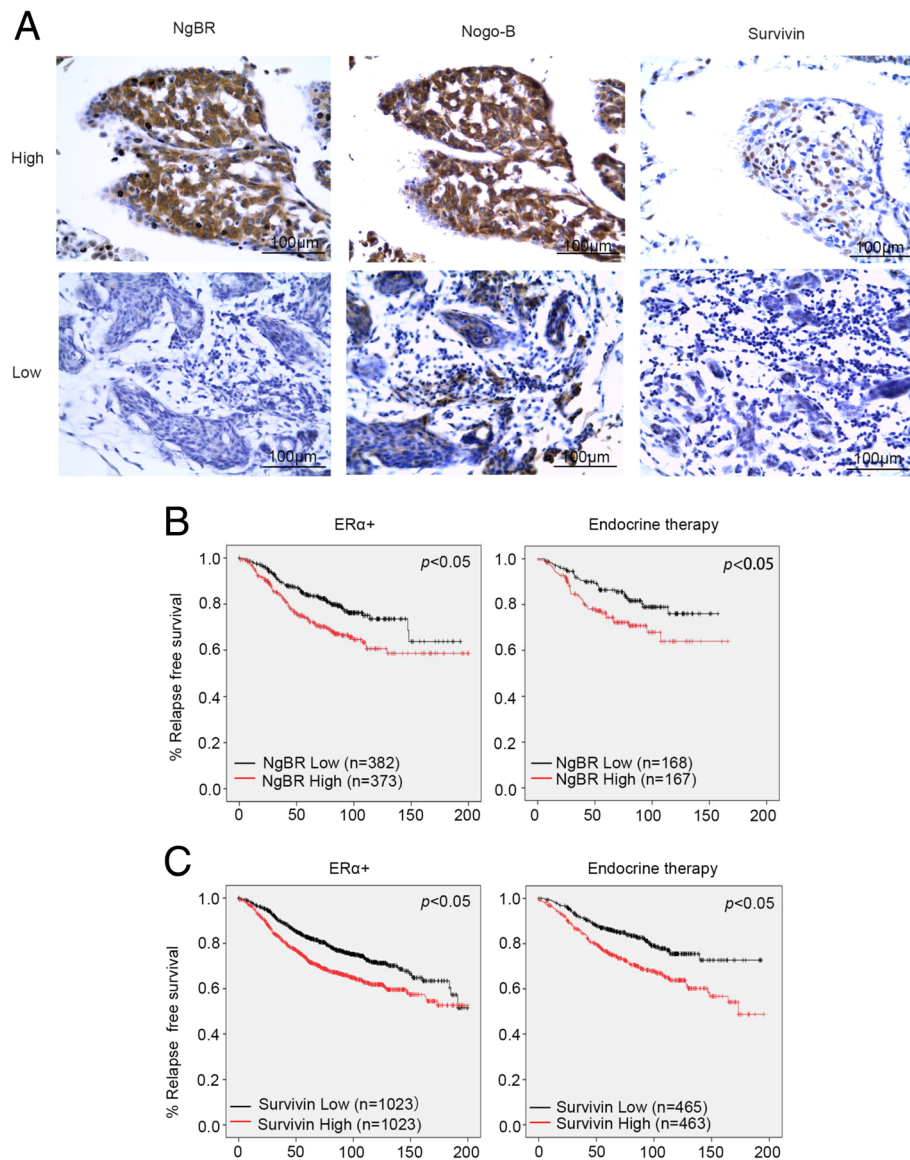 A
NgBR
Nogo-B
Survivin
High
100μm
100μm
100μm
Low
100μm
100μm
100μm
B
ERα+
Endocrine therapy
% Relapse free survival
1.0
0.8
0.6
0.4
0.2
0.0
p<0.05
NgBR Low (n=382)
NgBR High (n=373)
0
50
100
150
200
1.0
0.8
0.6
0.4
0.2
0.0
p<0.05
NgBR Low (n=168)
NgBR High (n=167)
0
50
100
150
200
C
ERα+
Endocrine therapy
% Relapse free survival
1.0
0.8
0.6
0.4
0.2
0.0
p<0.05
Survivin Low (n=1023)
Survivin High (n=1023)
0
50
100
150
200
1.0
0.8
0.6
0.4
0.2
0.0
p<0.05
Survivin Low (n=465)
Survivin High (n=463)
0
50
100
150
200